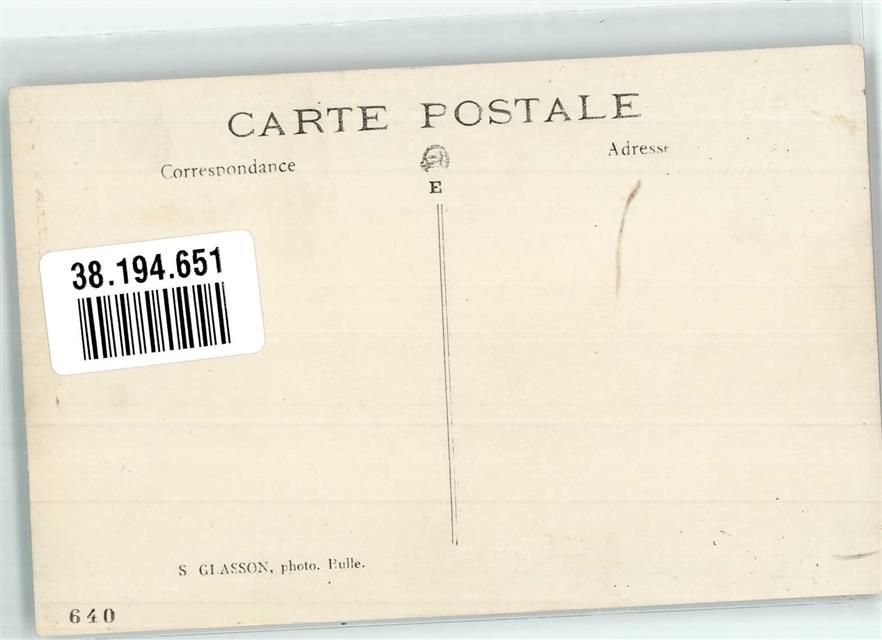 CARTE POSTALE
Correspondance
Adresse
E
38.194.651
S. GLASSON, photo. Bulle.
640